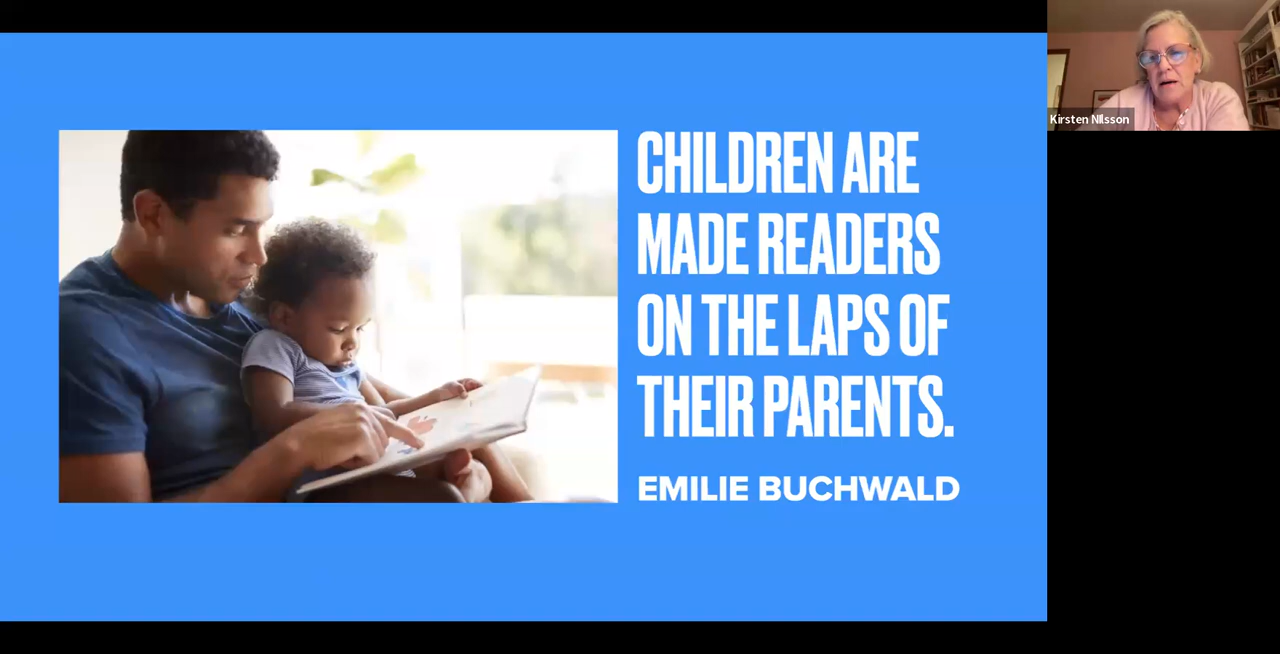 CHILDREN ARE
MADE READERS
ON THE LAPS OF
THEIR PARENTS.
EMILIE BUCHWALD
Kirsten NIlsson